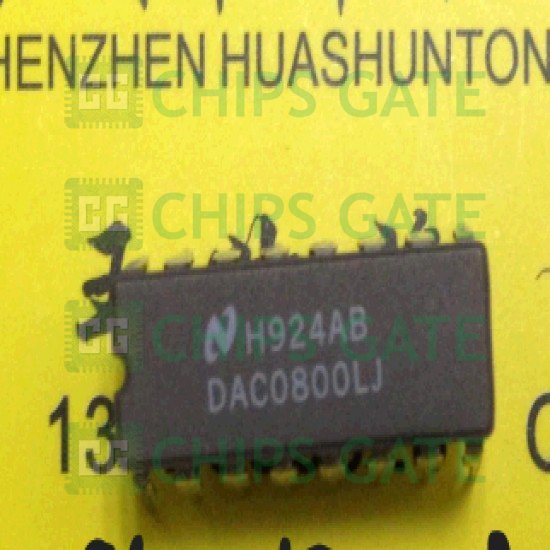 HENZHEN HUASHUNTON
CHIPS GATE
CHIPS GATE
H924AB
CHIPS GATE
DAC0800LJ
13
CHIPS GATE